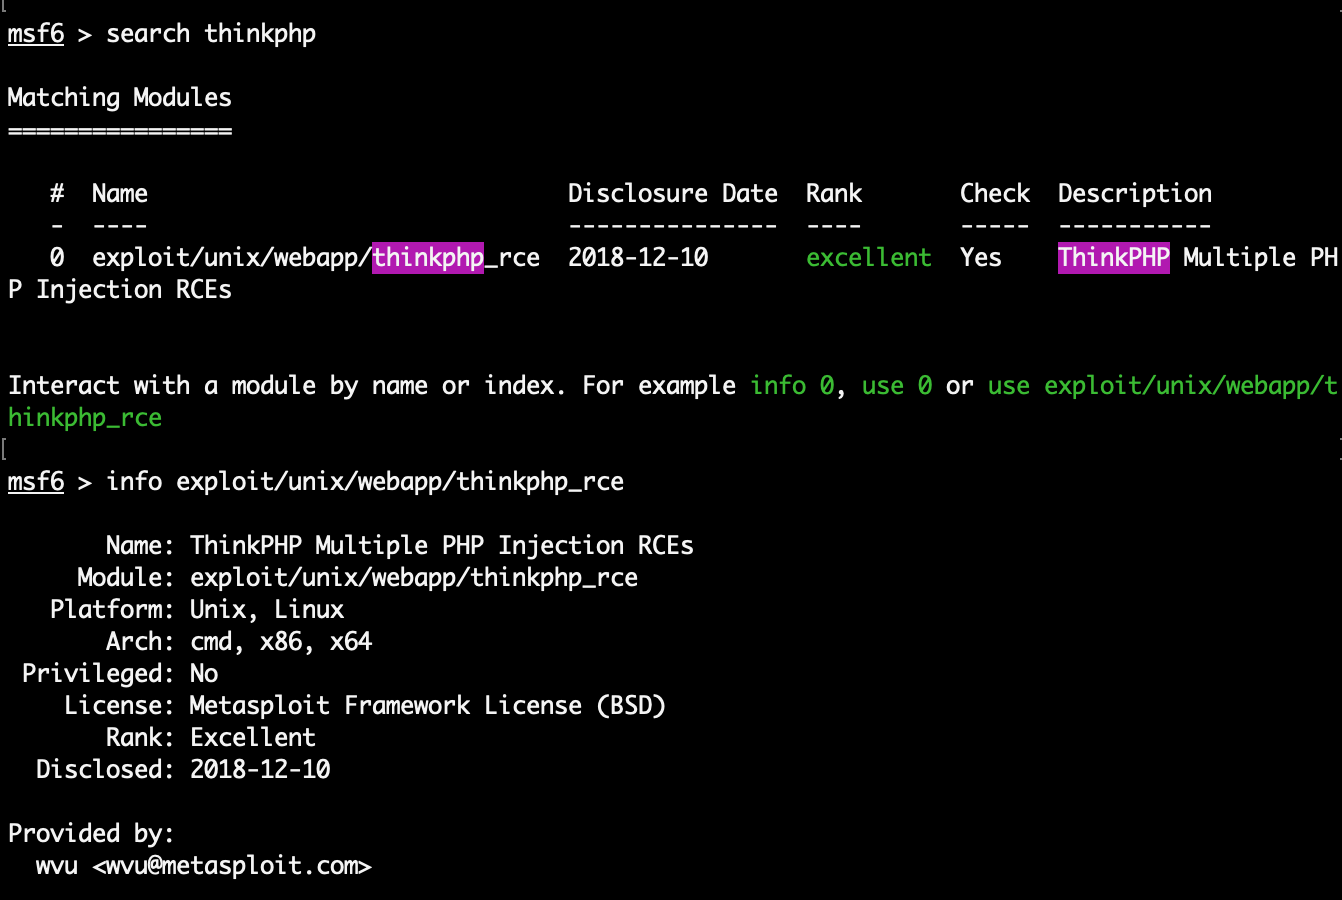 msf6 > search thinkphp
Matching Modules
================
#  Name                                  Disclosure Date  Rank       Check  Description
-  ----                                  ---------------  ----       -----  -----------
0  exploit/unix/webapp/thinkphp_rce  2018-12-10       excellent  Yes    ThinkPHP Multiple PH
P Injection RCEs
Interact with a module by name or index. For example info 0, use 0 or use exploit/unix/webapp/t
hinkphp_rce
msf6 > info exploit/unix/webapp/thinkphp_rce
Name: ThinkPHP Multiple PHP Injection RCEs
Module: exploit/unix/webapp/thinkphp_rce
Platform: Unix, Linux
Arch: cmd, x86, x64
Privileged: No
License: Metasploit Framework License (BSD)
Rank: Excellent
Disclosed: 2018-12-10
Provided by:
wvu <wvu@metasploit.com>